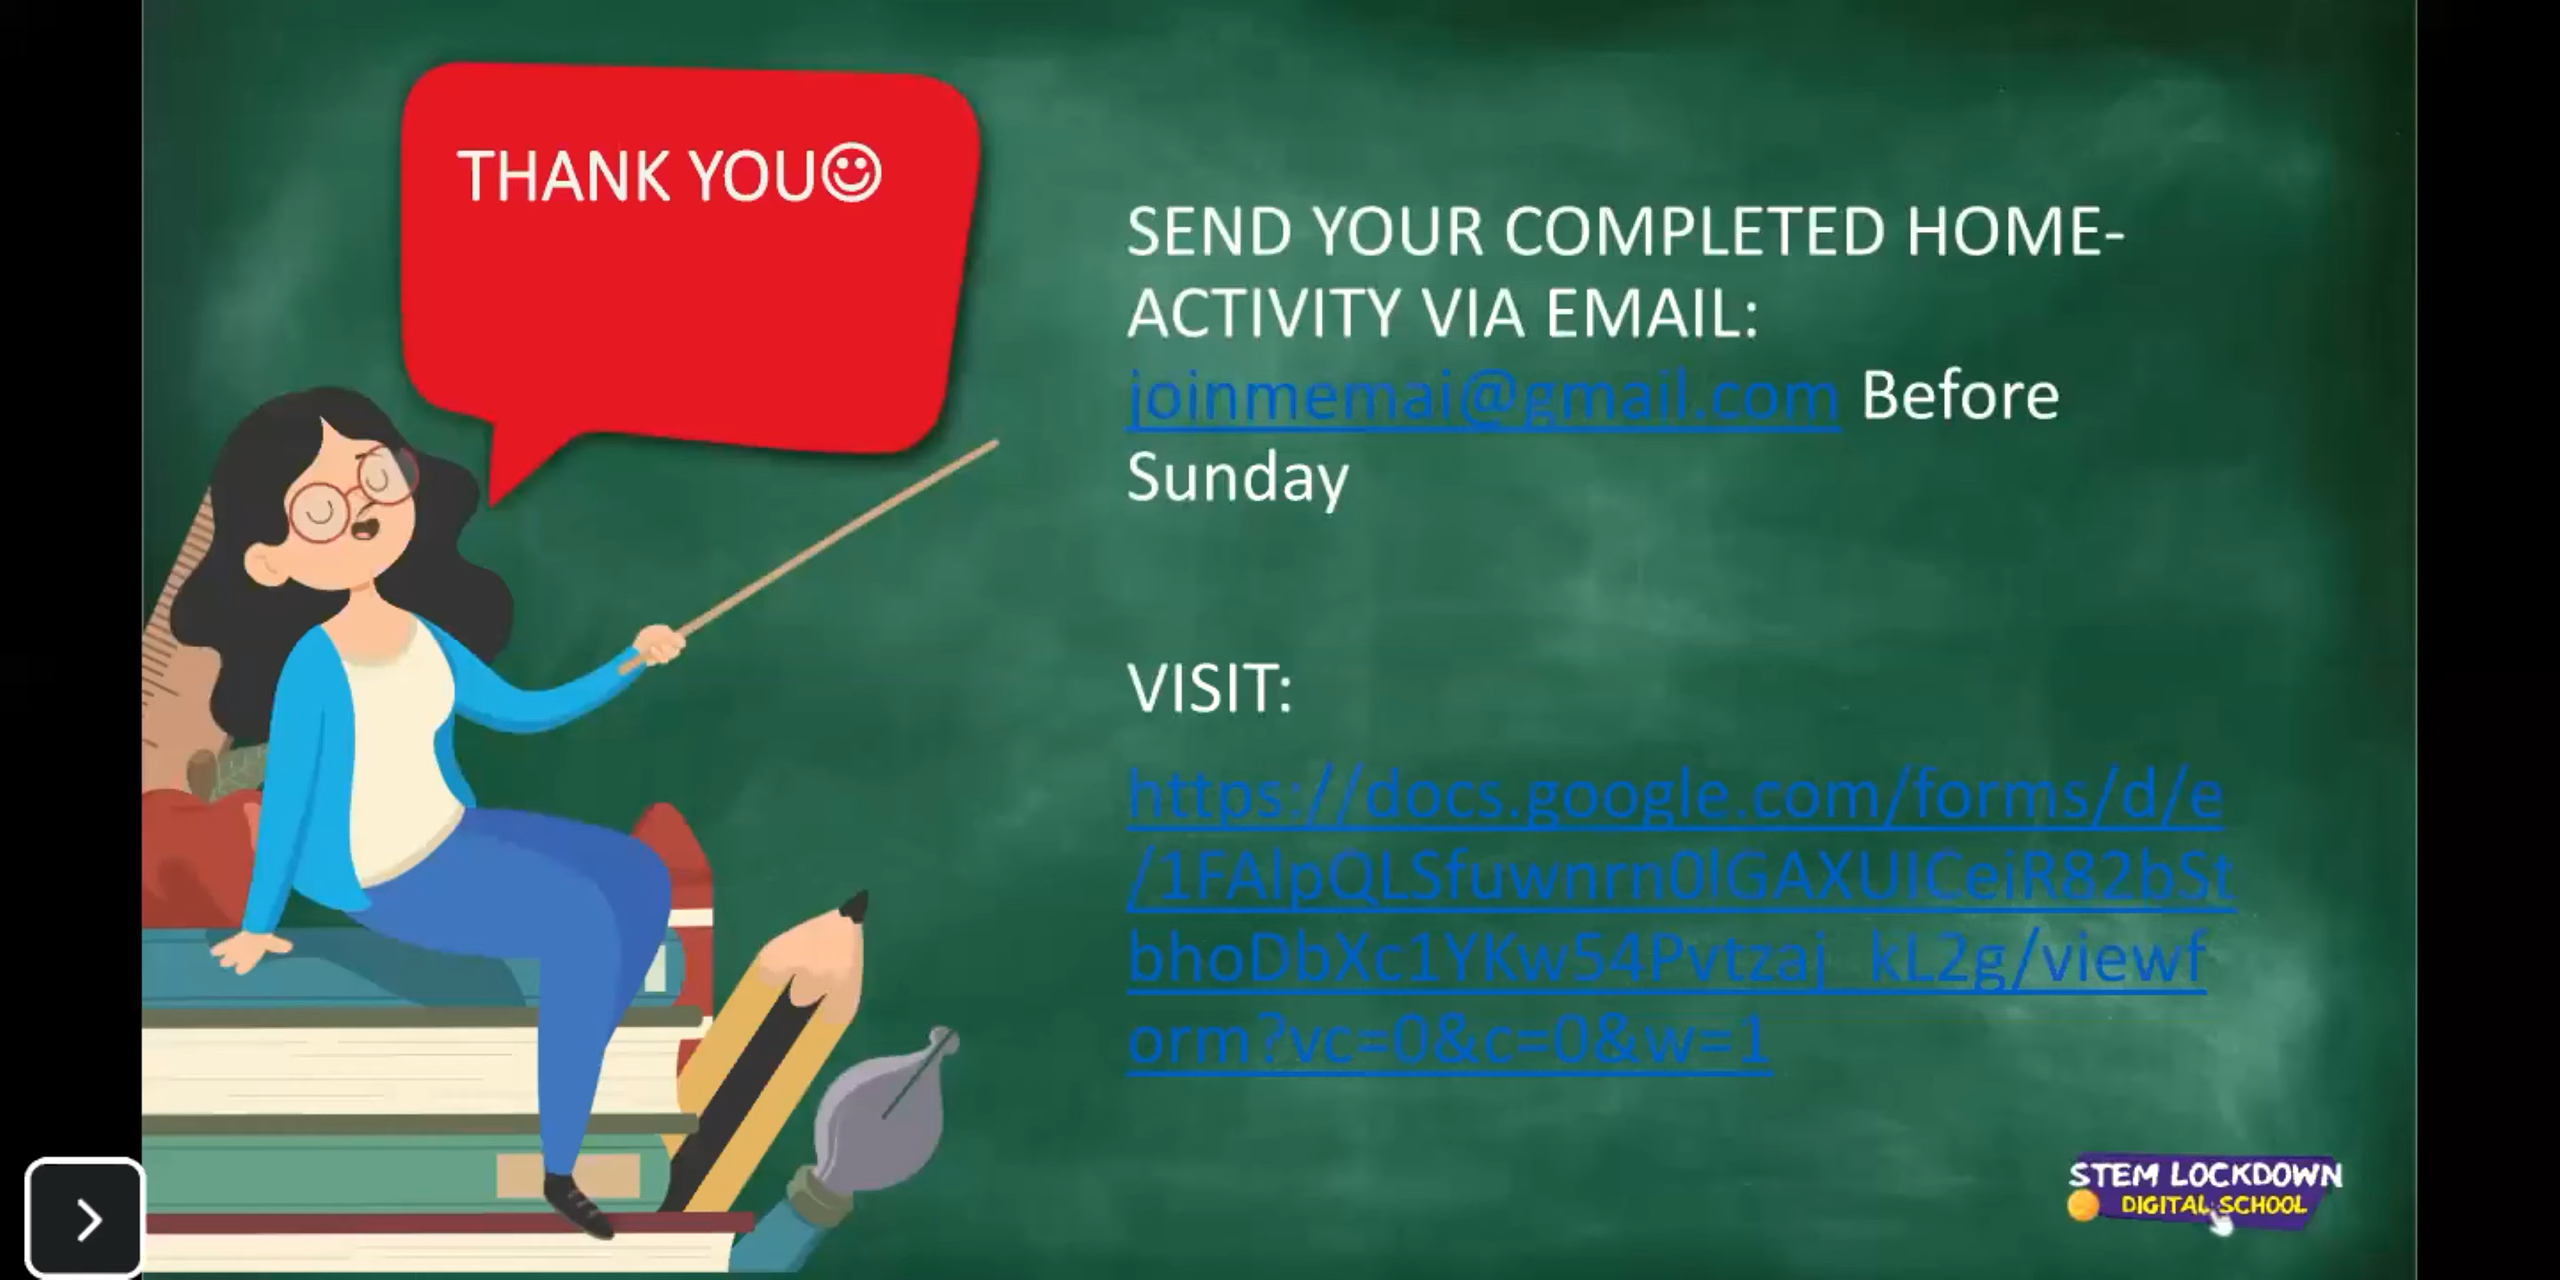 THANK YOU☺
SEND YOUR COMPLETED HOME-
ACTIVITY VIA EMAIL:
joinmemai@gmail.com Before
Sunday
VISIT:
https://docs.google.com/forms/d/e
/1FAIpQLSfuwnrn0lGAXUICeiR82bSt
bhoDbXc1YKw54Pvtzaj_kL2g/viewf
orm?vc=0&c=0&w=1
STEM LOCKDOWN
DIGITAL SCHOOL